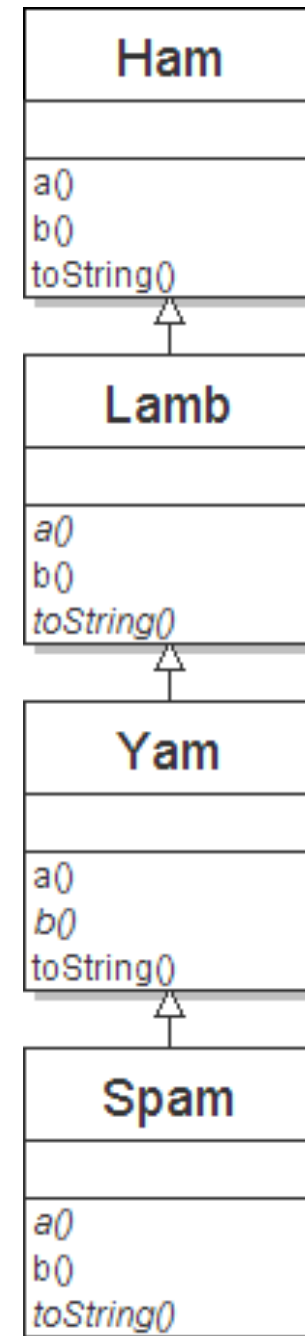 Ham
a()
b()
toString()
Lamb
a()
b()
toString()
Yam
a()
b()
toString()
Spam
a()
b()
toString()